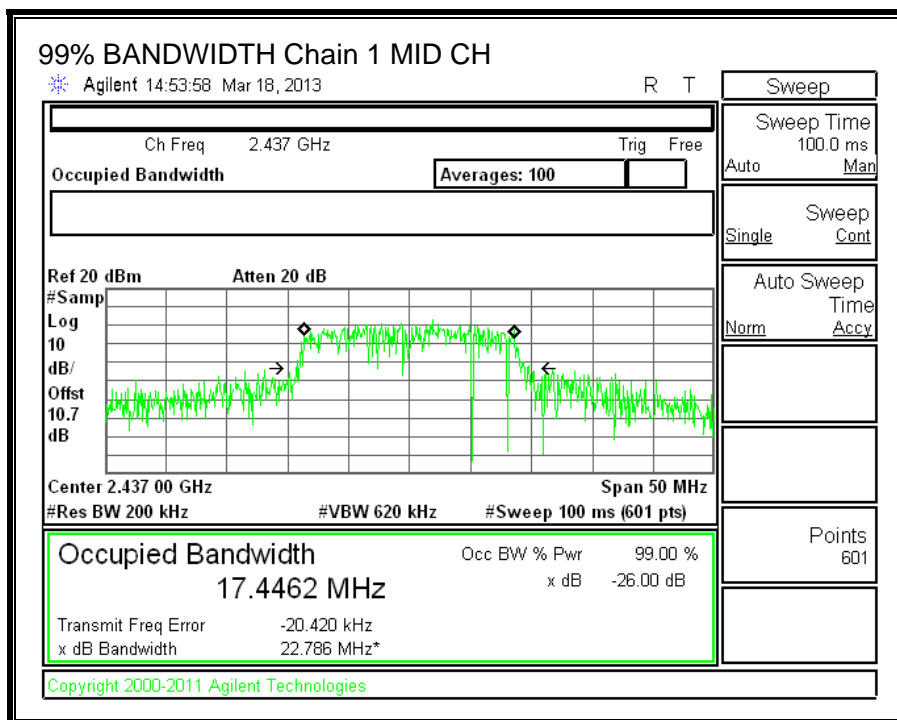 99% BANDWIDTH Chain 1 MID CH
Agilent 14:53:58 Mar 18, 2013 R T
Sweep
Ch Freq 2.437 GHz Trig Free
Occupied Bandwidth Averages: 100
Sweep Time
100.0 ms
Auto Man
Sweep
Single Cont
Auto Sweep
Time
Norm Accy
Ref 20 dBm Atten 20 dB
#Samp
Log
10
dB/
Offst
10.7
dB
Center 2.437 00 GHz Span 50 MHz
#Res BW 200 kHz #VBW 620 kHz #Sweep 100 ms (601 pts)
Points
601
Occupied Bandwidth Occ BW % Pwr 99.00 %
17.4462 MHz x dB -26.00 dB
Transmit Freq Error -20.420 kHz
x dB Bandwidth 22.786 MHz*
Copyright 2000-2011 Agilent Technologies